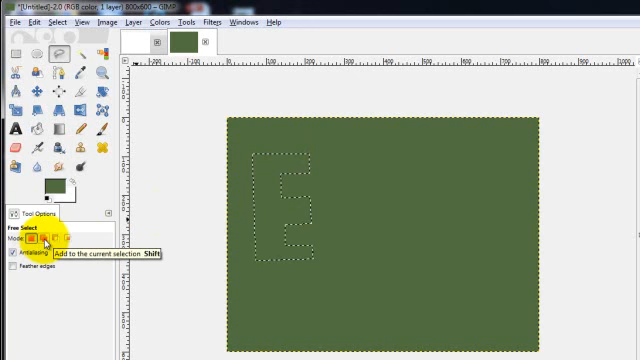 *[Untitled]-2.0 (RGB color, 1 layer) 800x600 – GIMP
File Edit Select View Image Layer Colors Tools Filters Windows Help
Tool Options
Free Select
Mode:
Antialiasing
Add to the current selection Shift
Feather edges